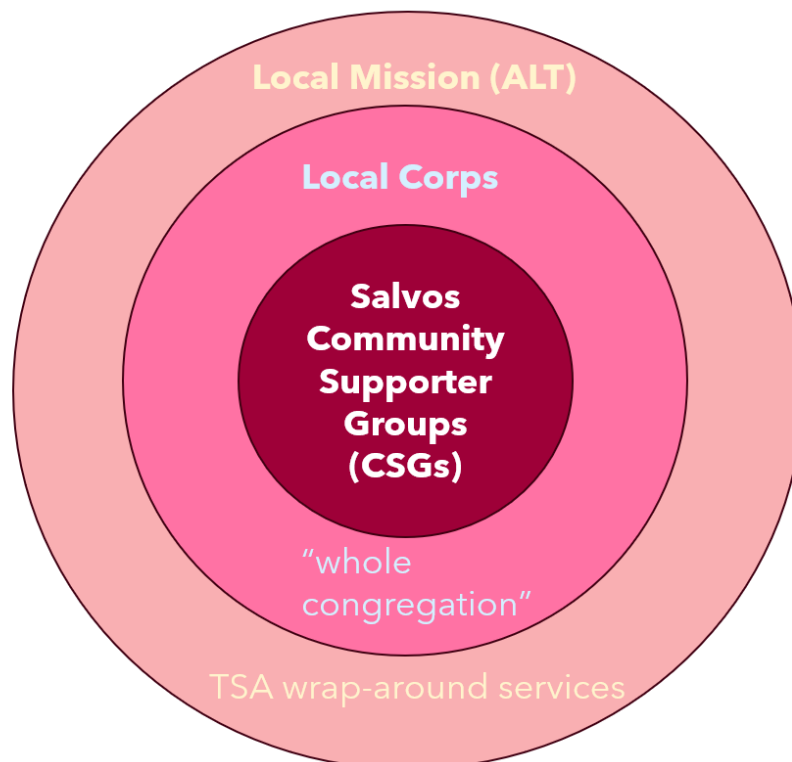 Local Mission (ALT)
Local Corps
Salvos
Community
Supporter
Groups
(CSGs)
“whole
congregation”
TSA wrap-around services